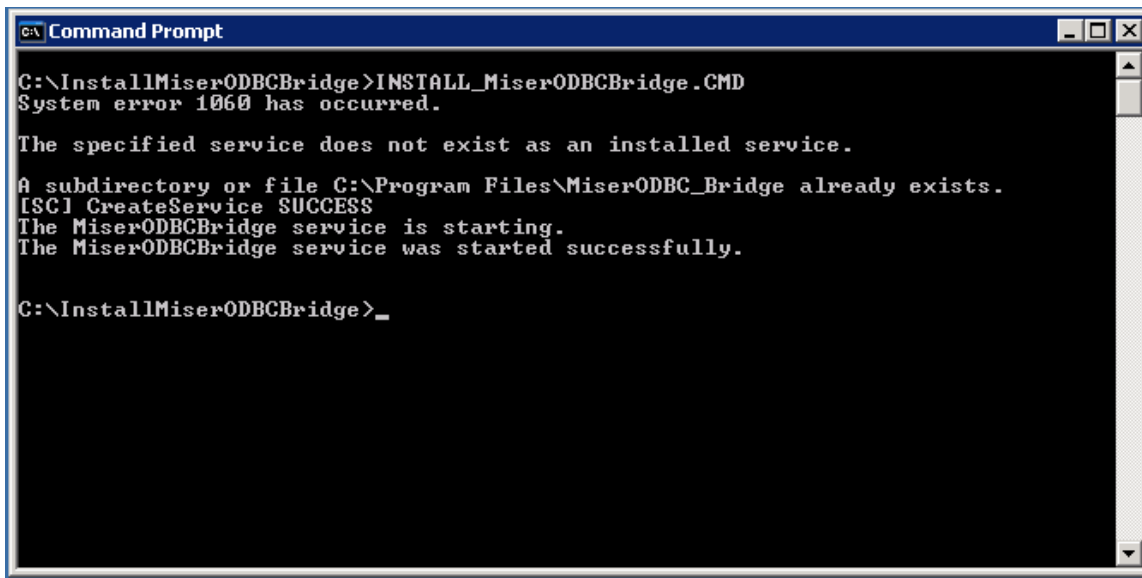 Command Prompt
C:\InstallMiserODBCBridge>INSTALL_MiserODBCBridge.CMD
System error 1060 has occurred.
The specified service does not exist as an installed service.
A subdirectory or file C:\Program Files\MiserODBC_Bridge already exists.
[SC] CreateService SUCCESS
The MiserODBCBridge service is starting.
The MiserODBCBridge service was started successfully.
C:\InstallMiserODBCBridge>_